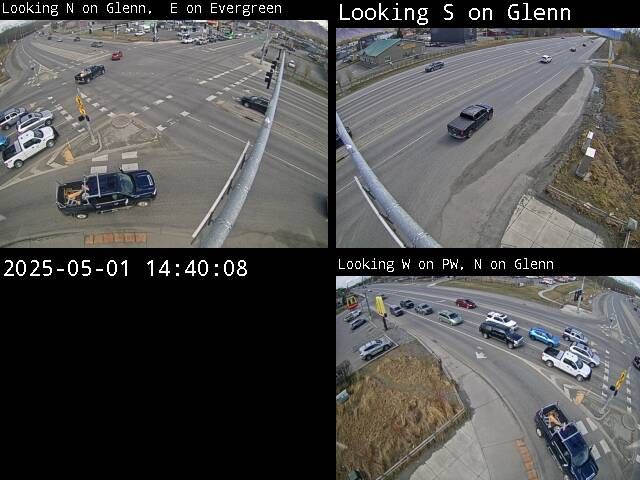 Looking N on Glenn,  E on Evergreen
Looking S on Glenn
2025-05-01 14:40:08
Looking W on PW, N on Glenn